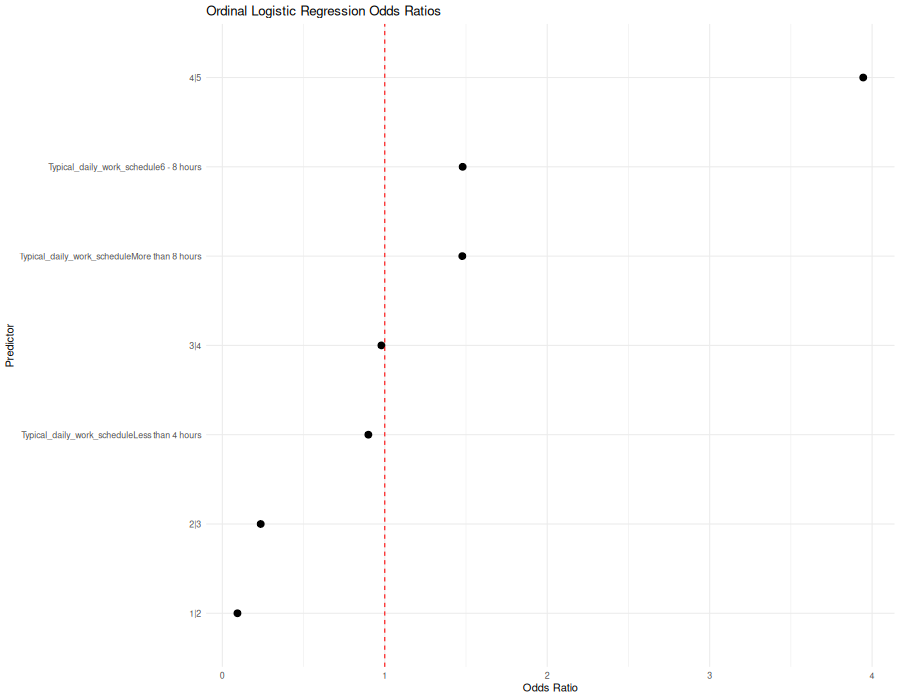 Ordinal Logistic Regression Odds Ratios
4|5
Typical_daily_work_schedule6 - 8 hours
Typical_daily_work_scheduleMore than 8 hours
3|4
Typical_daily_work_scheduleLess than 4 hours
2|3
1|2
Predictor
0 1 2 3 4
Odds Ratio